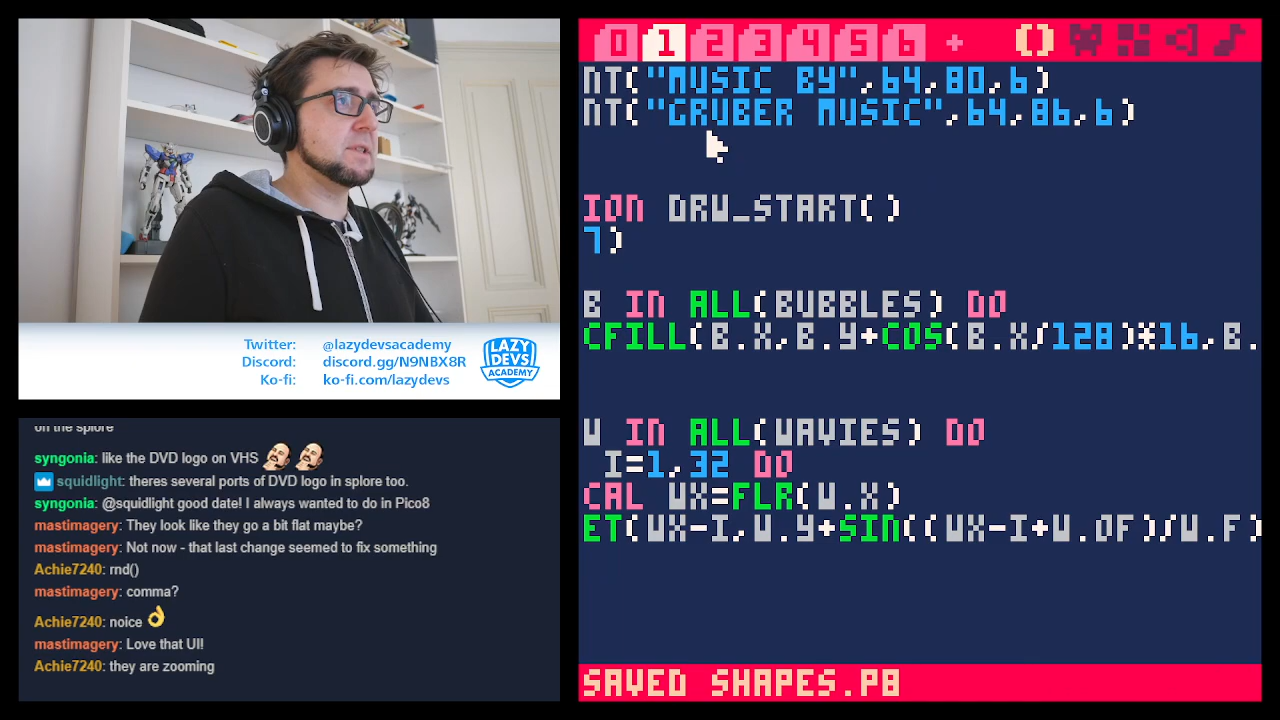 0 1 2 3 4 5 6 + ()
NT("MUSIC BY",64,80,6)
NT("GRUBER MUSIC",64,86,6)
ION DRW_START()
7)
B IN ALL(BUBBLES) DO
CFILL(B.X,B.Y+COS(B.X/128)*16,B.
W IN ALL(WAVIES) DO
I=1,32 DO
CAL WX=FLR(W.X)
ET(WX-I,W.Y+SIN((WX-I+W.OF)/W.F)
SAVED SHAPES.P8
Twitter: @lazydevsacademy
Discord: discord.gg/N9NBX8R
Ko-fi: ko-fi.com/lazydevs
LAZY
DEVS
ACADEMY
on the splore
syngonia: like the DVD logo on VHS
squidlight: theres several ports of DVD logo in splore too.
syngonia: @squidlight good date! I always wanted to do in Pico8
mastimagery: They look like they go a bit flat maybe?
mastimagery: Not now - that last change seemed to fix something
Achie7240: rnd()
mastimagery: comma?
Achie7240: noice
mastimagery: Love that UI!
Achie7240: they are zooming